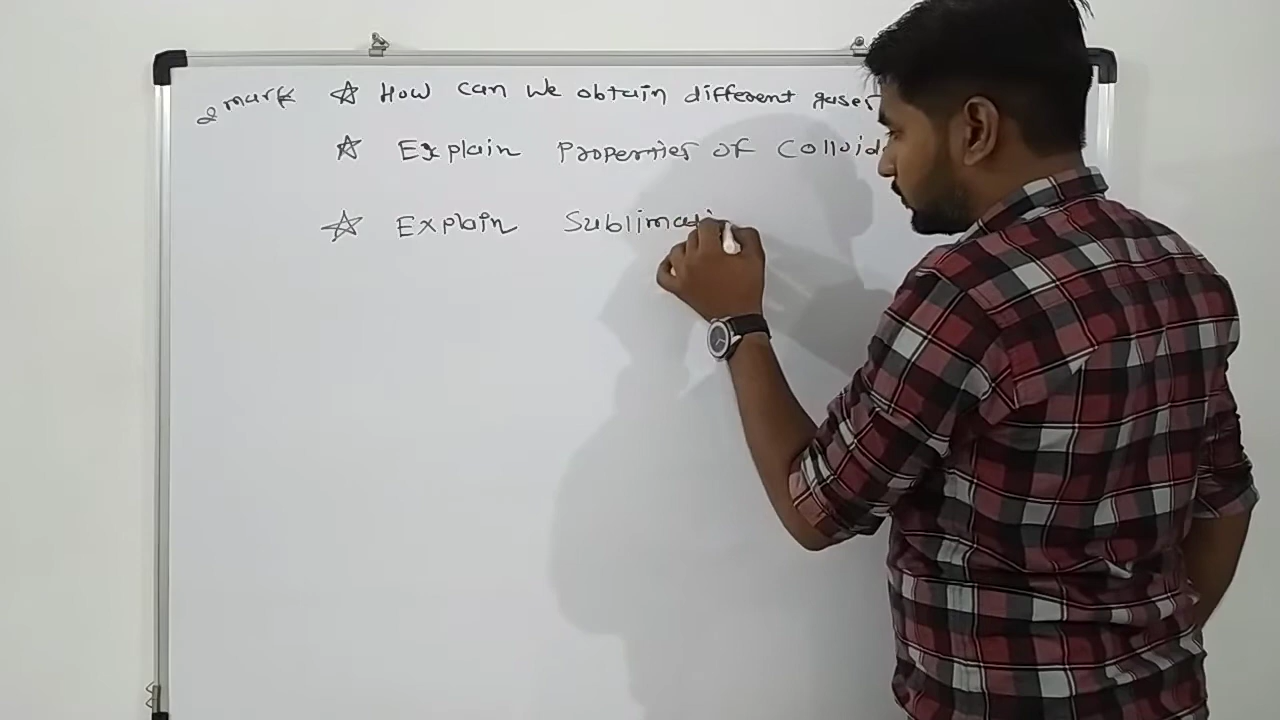 2 mark ☆ How can we obtain different gases
☆ Explain Properties of Colloid
☆ Explain Sublimati